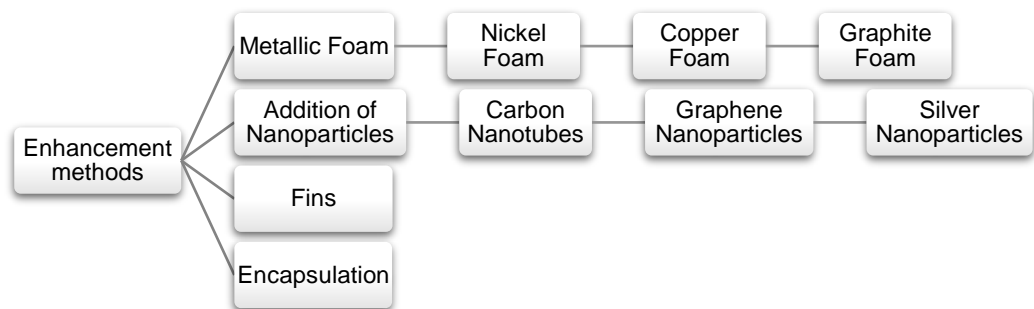 Metallic Foam
Nickel
Foam
Copper
Foam
Graphite
Foam
Addition of
Nanoparticles
Carbon
Nanotubes
Graphene
Nanoparticles
Silver
Nanoparticles
Enhancement
methods
Fins
Encapsulation